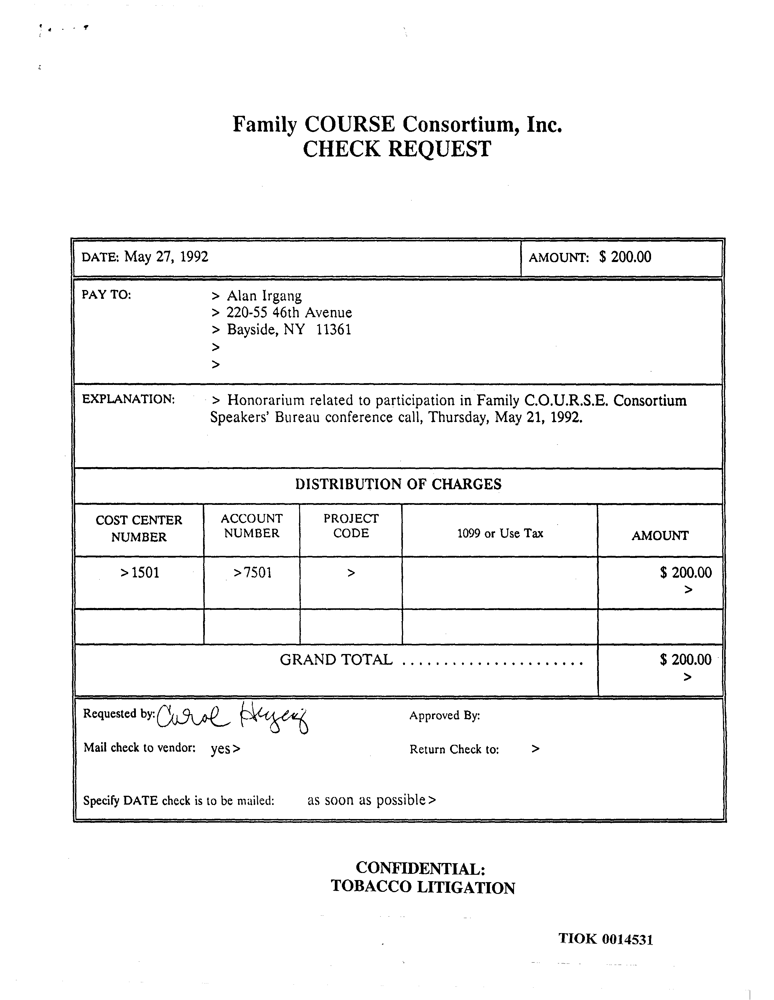 Family COURSE Consortium, Inc.
CHECK REQUEST
DATE: May 27, 1992 AMOUNT: $ 200.00
PAY TO: > Alan Irgang
> 220-55 46th Avenue
> Bayside, NY 11361
>
>
EXPLANATION: > Honorarium related to participation in Family C.O.U.R.S.E. Consortium
Speakers' Bureau conference call, Thursday, May 21, 1992.
DISTRIBUTION OF CHARGES
COST CENTER NUMBER ACCOUNT NUMBER PROJECT CODE 1099 or Use Tax AMOUNT
>1501 >7501 > $ 200.00
>
GRAND TOTAL ...................... $ 200.00
>
Requested by: Carol Approved By:
Mail check to vendor: yes> Return Check to: >
Specify DATE check is to be mailed: as soon as possible>
CONFIDENTIAL:
TOBACCO LITIGATION
TIOK 0014531